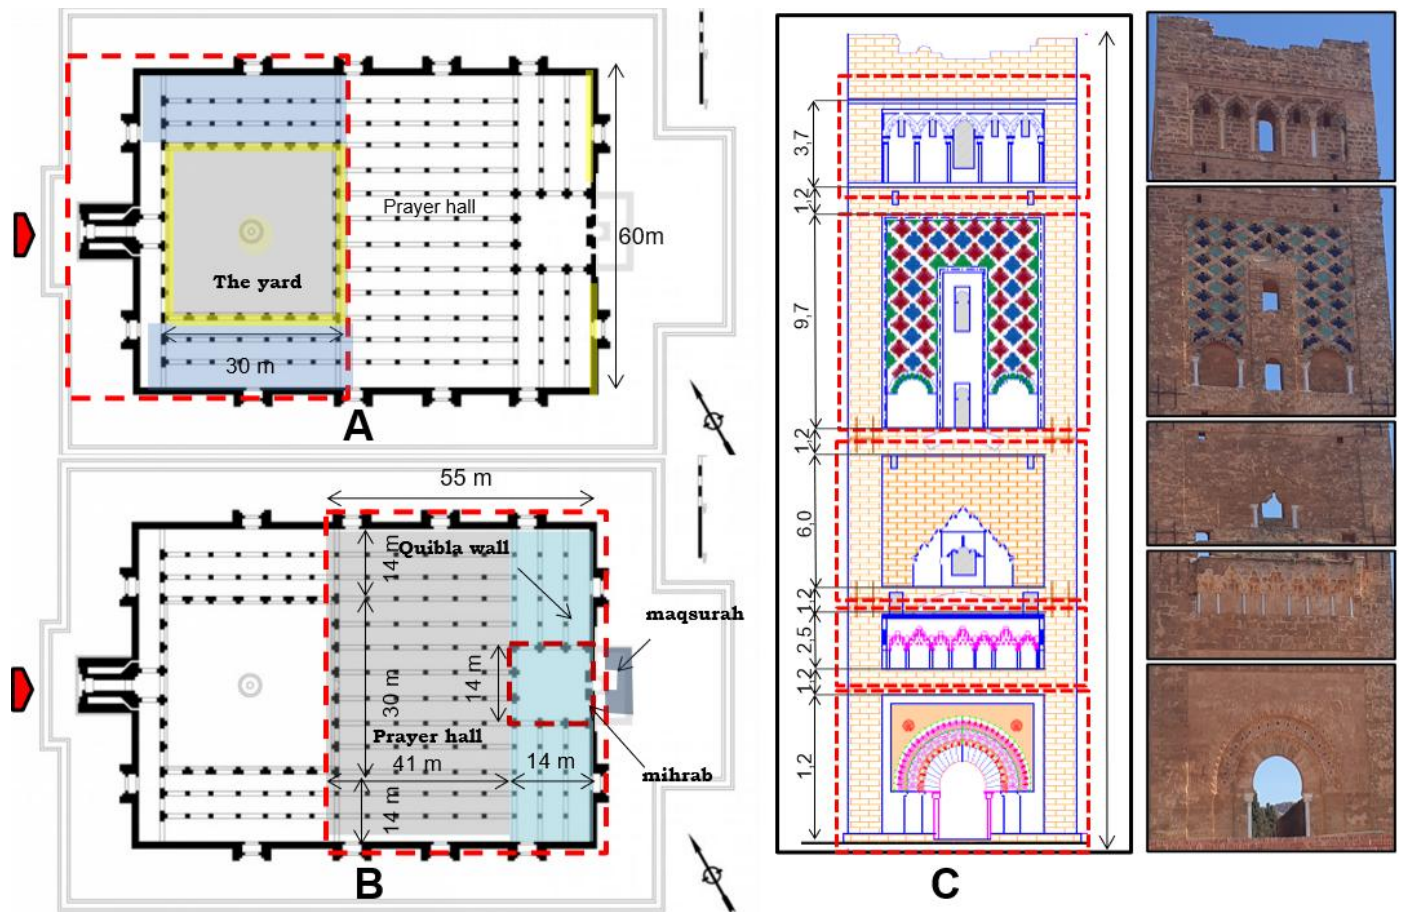 Prayer hall
60m
The yard
30 m
A
55 m
14 m
Quibla wall
maqsurah
14 m
30 m
Prayer hall
41 m
14 m
mihrab
14 m
B
3,7
1,2
9,7
1,2
6,0
1,2
2,5
1,2
1,2
C